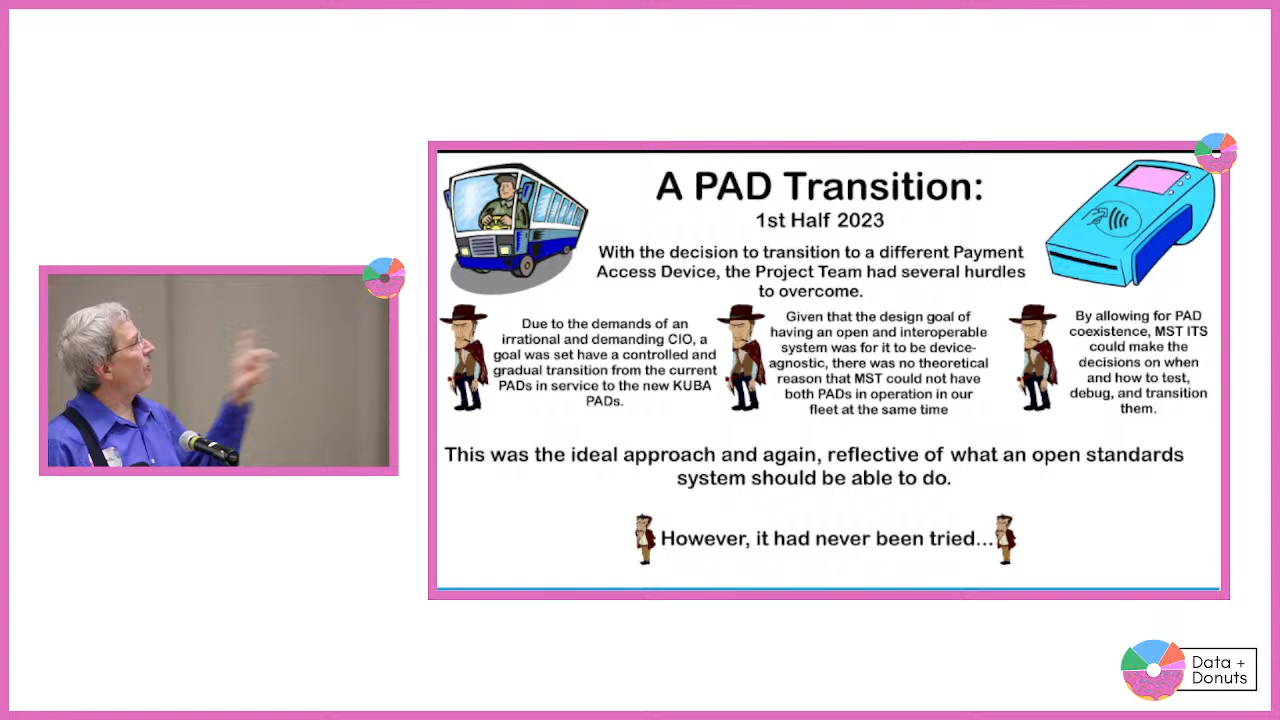 A PAD Transition:
1st Half 2023
With the decision to transition to a different Payment
Access Device, the Project Team had several hurdles
to overcome.
Due to the demands of an
irrational and demanding CIO, a
goal was set have a controlled and
gradual transition from the current
PADs in service to the new KUBA
PADs.
Given that the design goal of
having an open and interoperable
system was for it to be device-
agnostic, there was no theoretical
reason that MST could not have
both PADs in operation in our
fleet at the same time
By allowing for PAD
coexistence, MST ITS
could make the
decisions on when
and how to test,
debug, and transition
them.
This was the ideal approach and again, reflective of what an open standards
system should be able to do.
However, it had never been tried...
Data +
Donuts